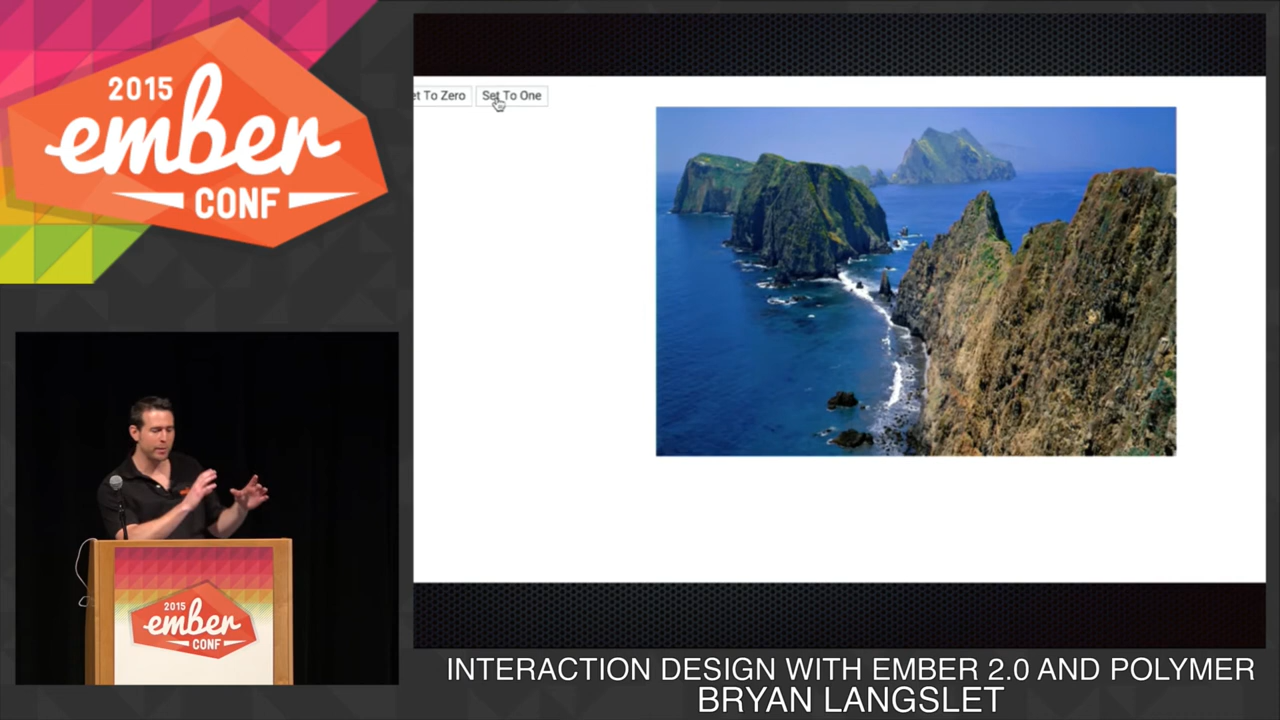 2015
ember
CONF
et To Zero
Set To One
2015
ember
CONF
INTERACTION DESIGN WITH EMBER 2.0 AND POLYMER
BRYAN LANGSLET